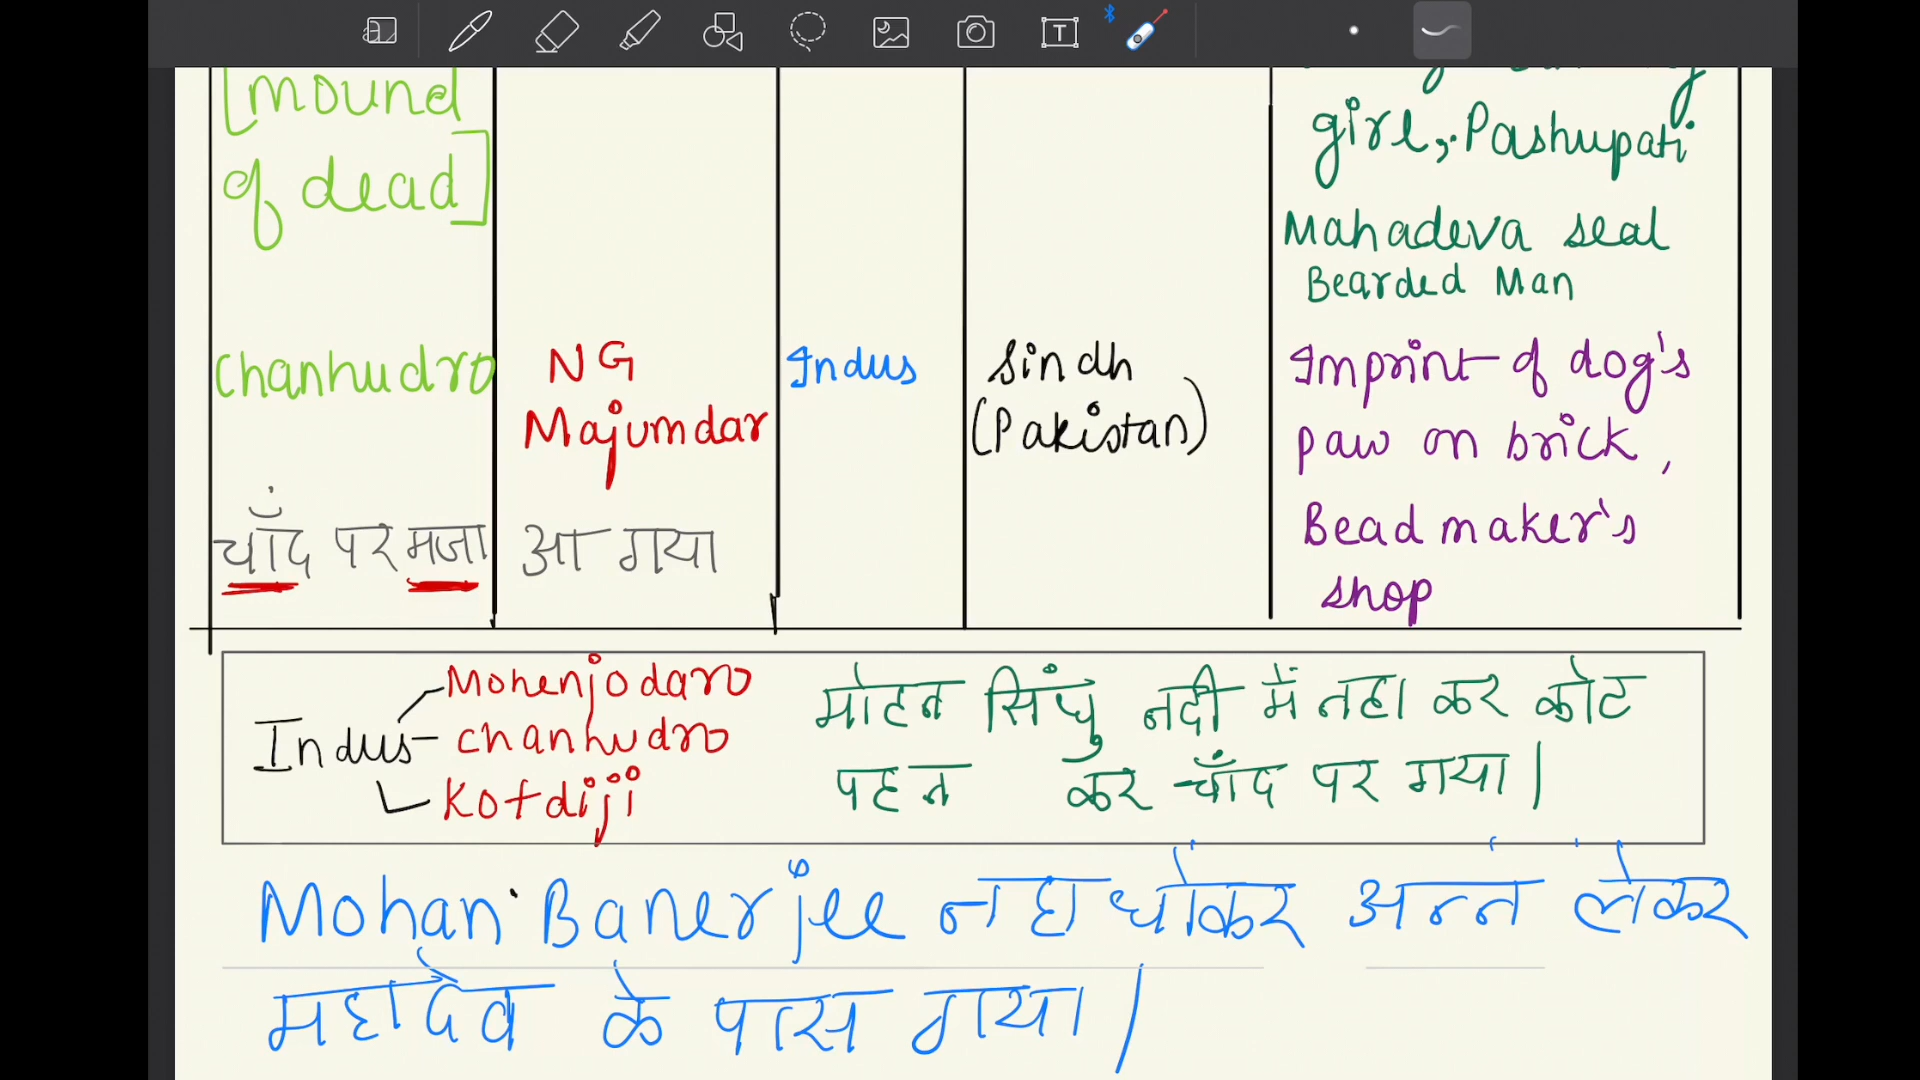 [Mound
of dead]
girl, Pashupati
Mahadeva seal
Bearded Man
Chanhudro
NG
Majumdar
Indus
Sindh
(Pakistan)
Imprint of dog's
paw on brick,
Bead maker's
shop
चाँद पर मजा आ गया
Indus
Mohenjodaro
chanhudro
Kotdiji
मोहन सिंधु नदी में नहा कर कोट
पहन कर चाँद पर गया।
Mohan Banerjee नहा धोकर अन्न लेकर
महादेव के पास गया।